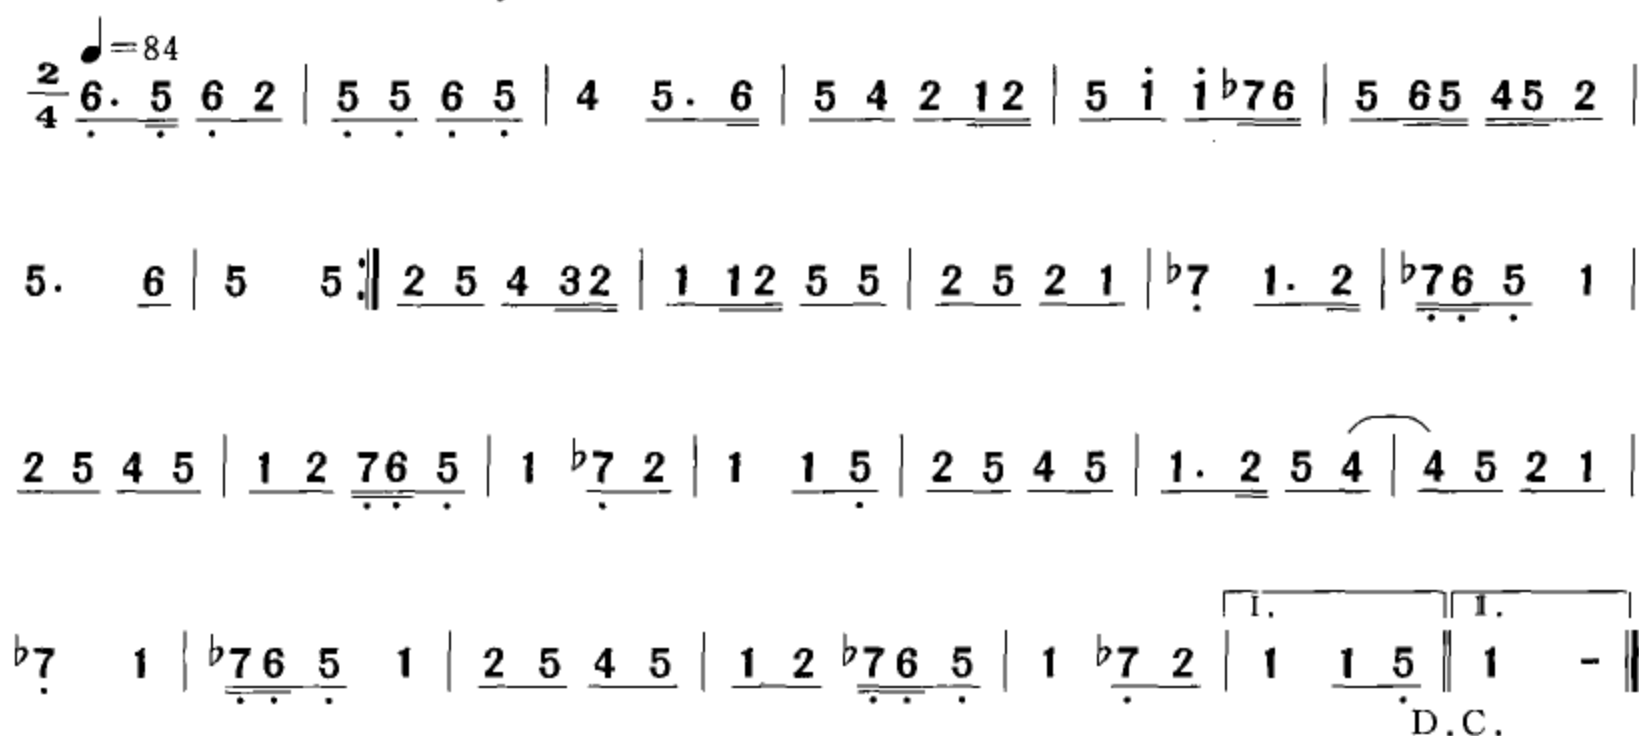 ♩=84
2/4 6. 5 6 2 | 5 5 6 5 | 4 5. 6 | 5 4 2 12 | 5 i i ♭76 | 5 65 45 2 |
5. 6 | 5 5 :‖ 2 5 4 32 | 1 12 5 5 | 2 5 2 1 | ♭7 1. 2 | ♭76 5 1 |
2 5 4 5 | 1 2 76 5 | 1 ♭7 2 | 1 1 5 | 2 5 4 5 | 1. 2 5 4 | 4 5 2 1 |
I. II.
♭7 1 | ♭76 5 1 | 2 5 4 5 | 1 2 ♭76 5 | 1 ♭7 2 | 1 1 5 ‖ 1 - ‖
D.C.